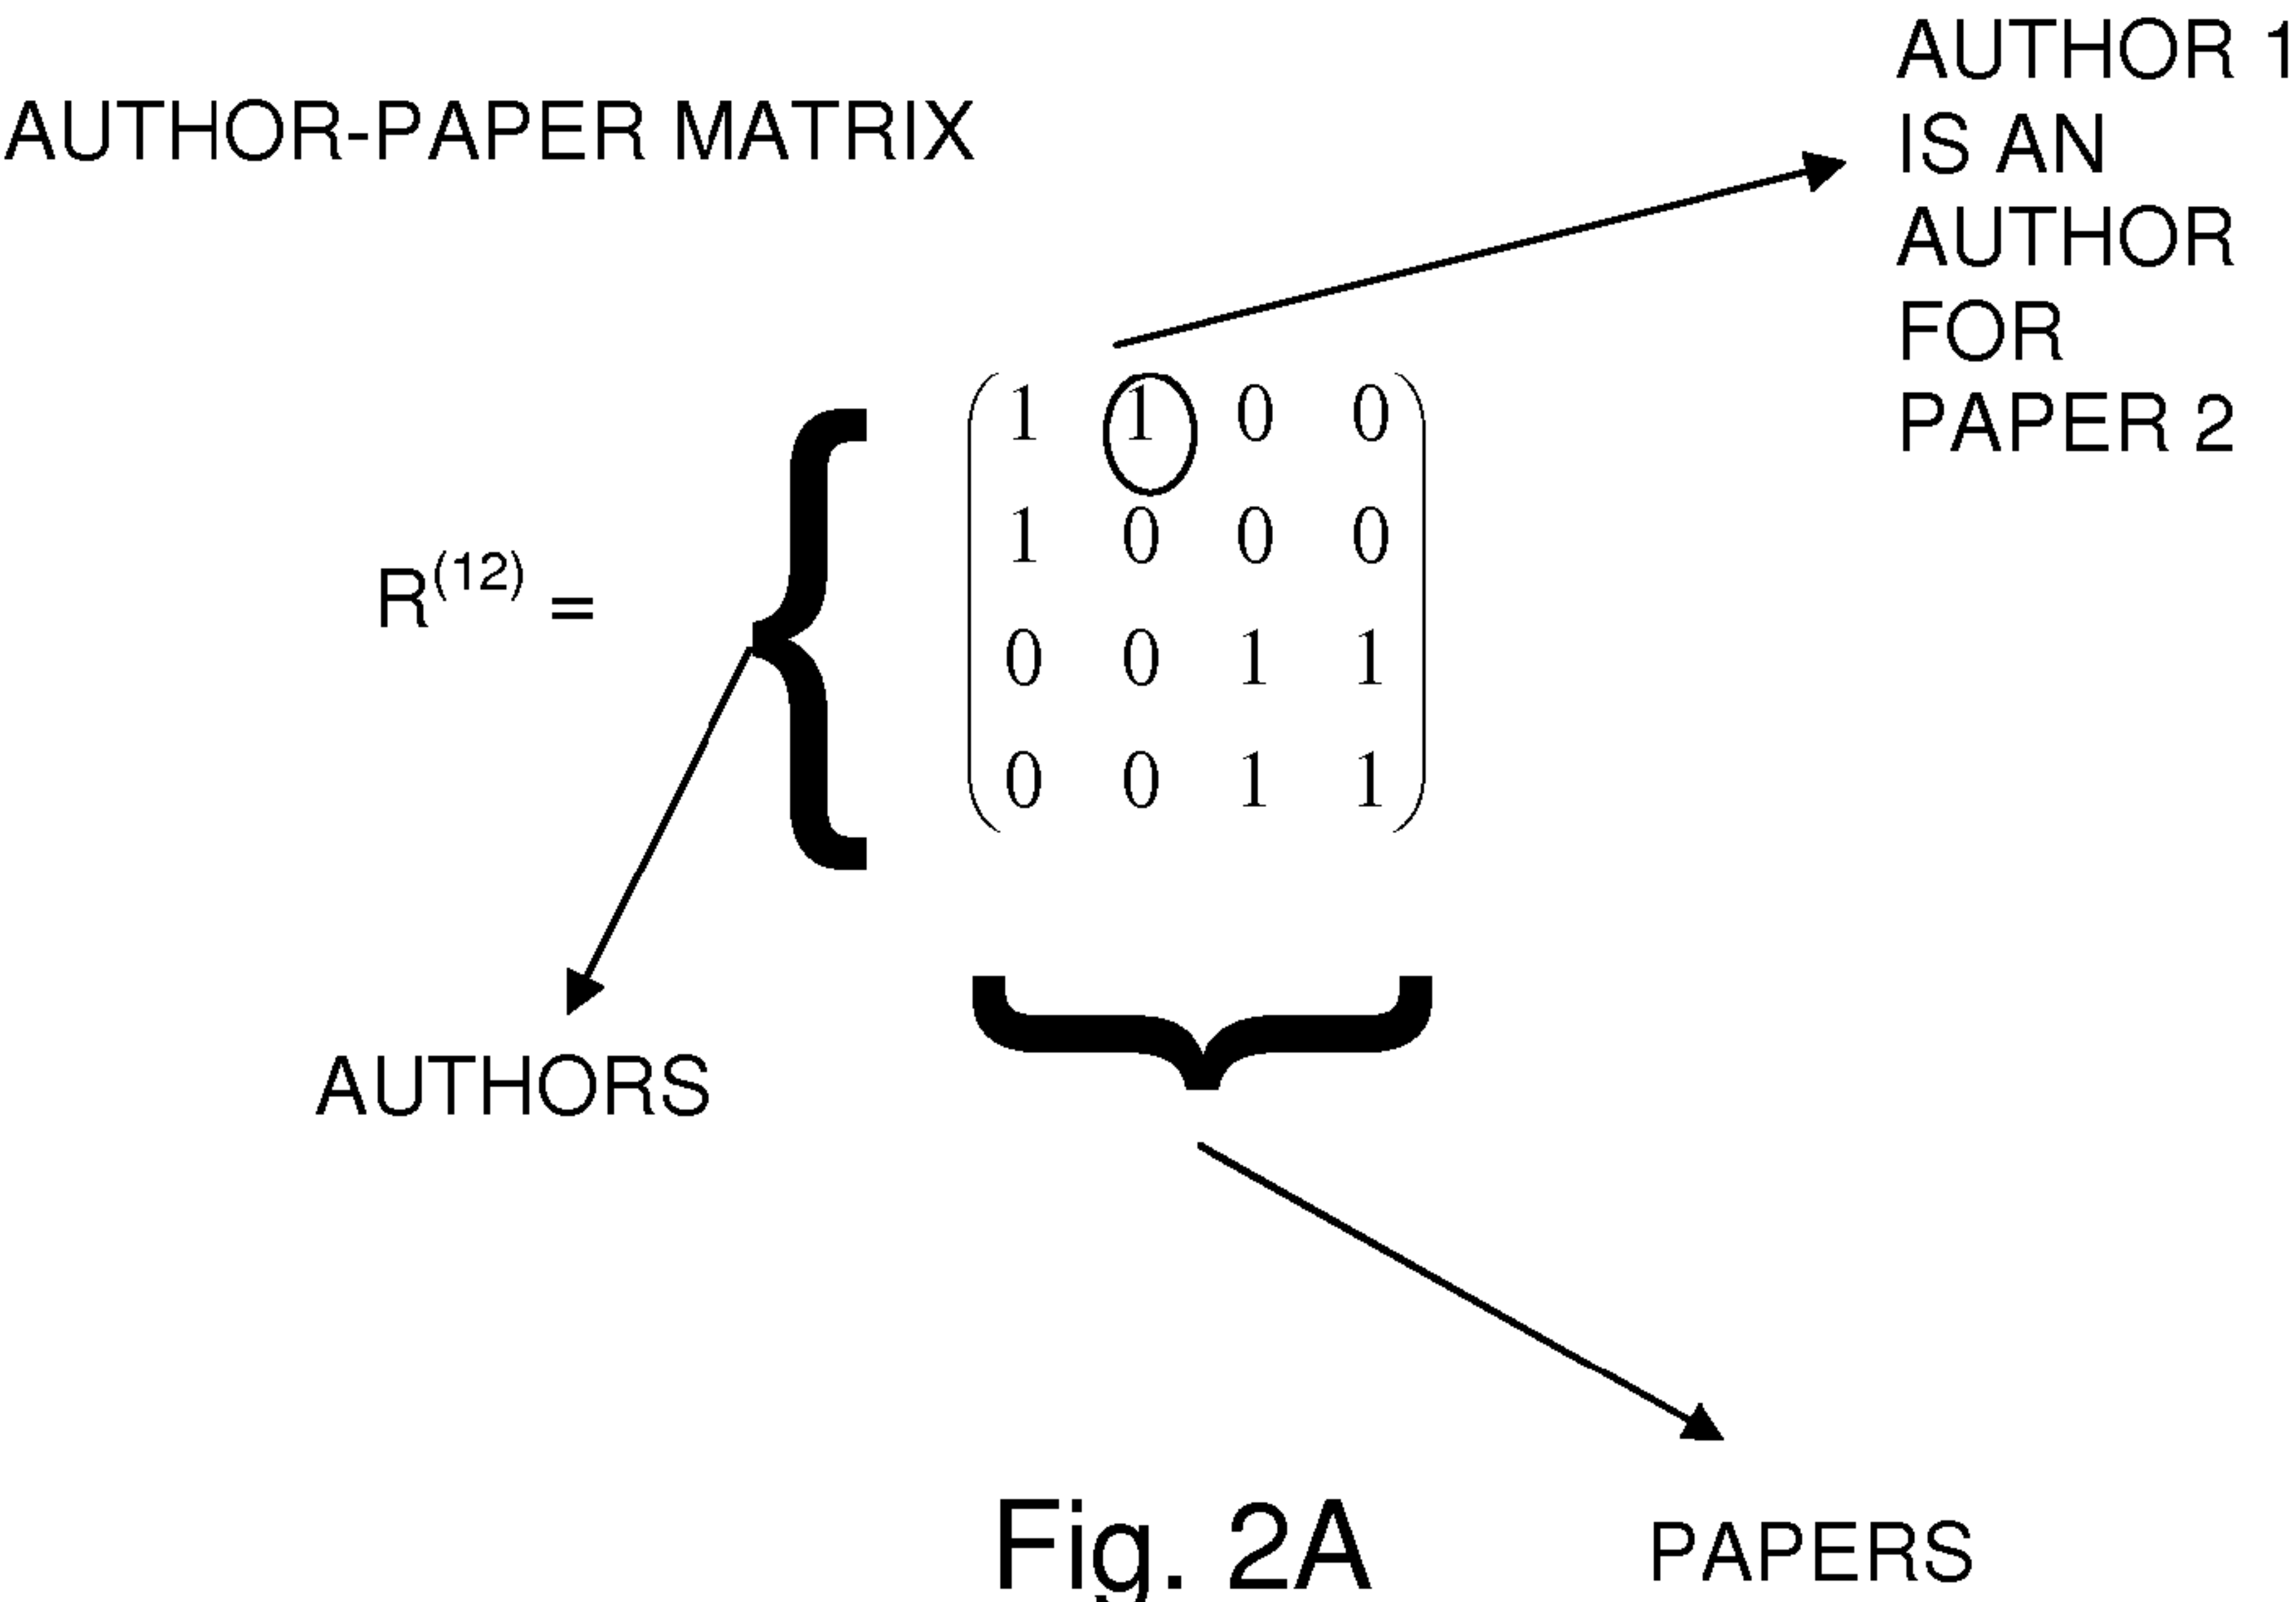 AUTHOR-PAPER MATRIX
AUTHOR 1
IS AN
AUTHOR
FOR
PAPER 2
R^(12) =
1 1 0 0
1 0 0 0
0 0 1 1
0 0 1 1
AUTHORS
PAPERS
Fig. 2A